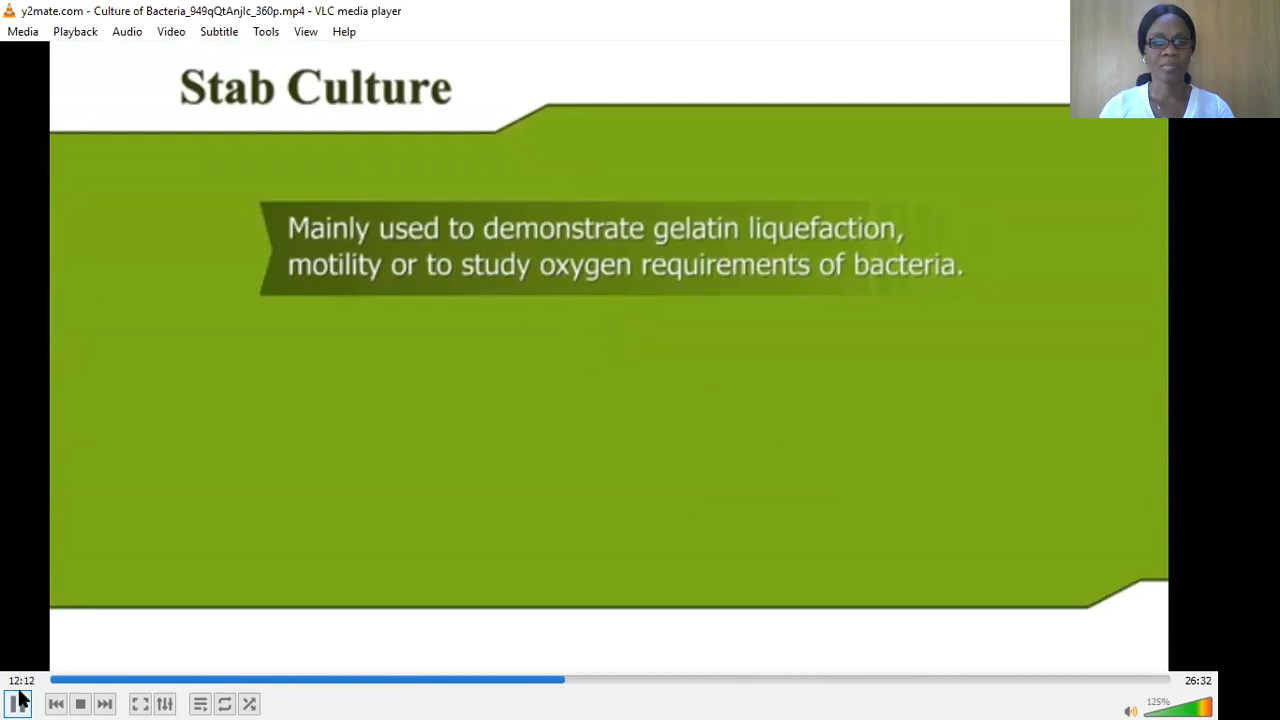 y2mate.com - Culture of Bacteria_949qQtAnjIc_360p.mp4 - VLC media player
Media Playback Audio Video Subtitle Tools View Help
Stab Culture
Mainly used to demonstrate gelatin liquefaction,
motility or to study oxygen requirements of bacteria.
12:12
26:32
125%